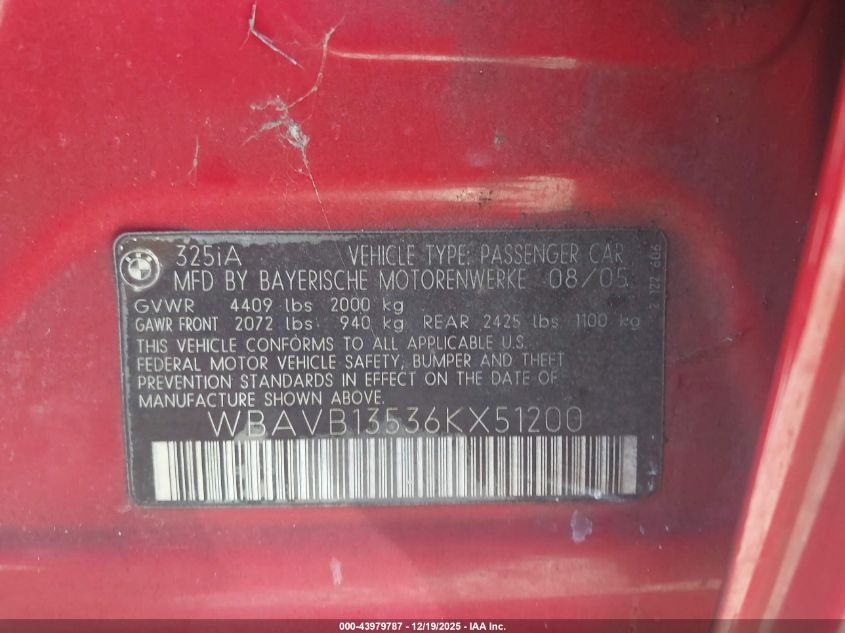 BMW
325iA VEHICLE TYPE: PASSENGER CAR
MFD BY BAYERISCHE MOTORENWERKE 08/05
GVWR 4409 lbs 2000 kg
GAWR FRONT 2072 lbs 940 kg REAR 2425 lbs 1100 kg
THIS VEHICLE CONFORMS TO ALL APPLICABLE U.S.
FEDERAL MOTOR VEHICLE SAFETY, BUMPER AND THEFT
PREVENTION STANDARDS IN EFFECT ON THE DATE OF
MANUFACTURE SHOWN ABOVE.
WBAVB13536KX51200
000-43979787 - 12/19/2025 - IAA Inc.